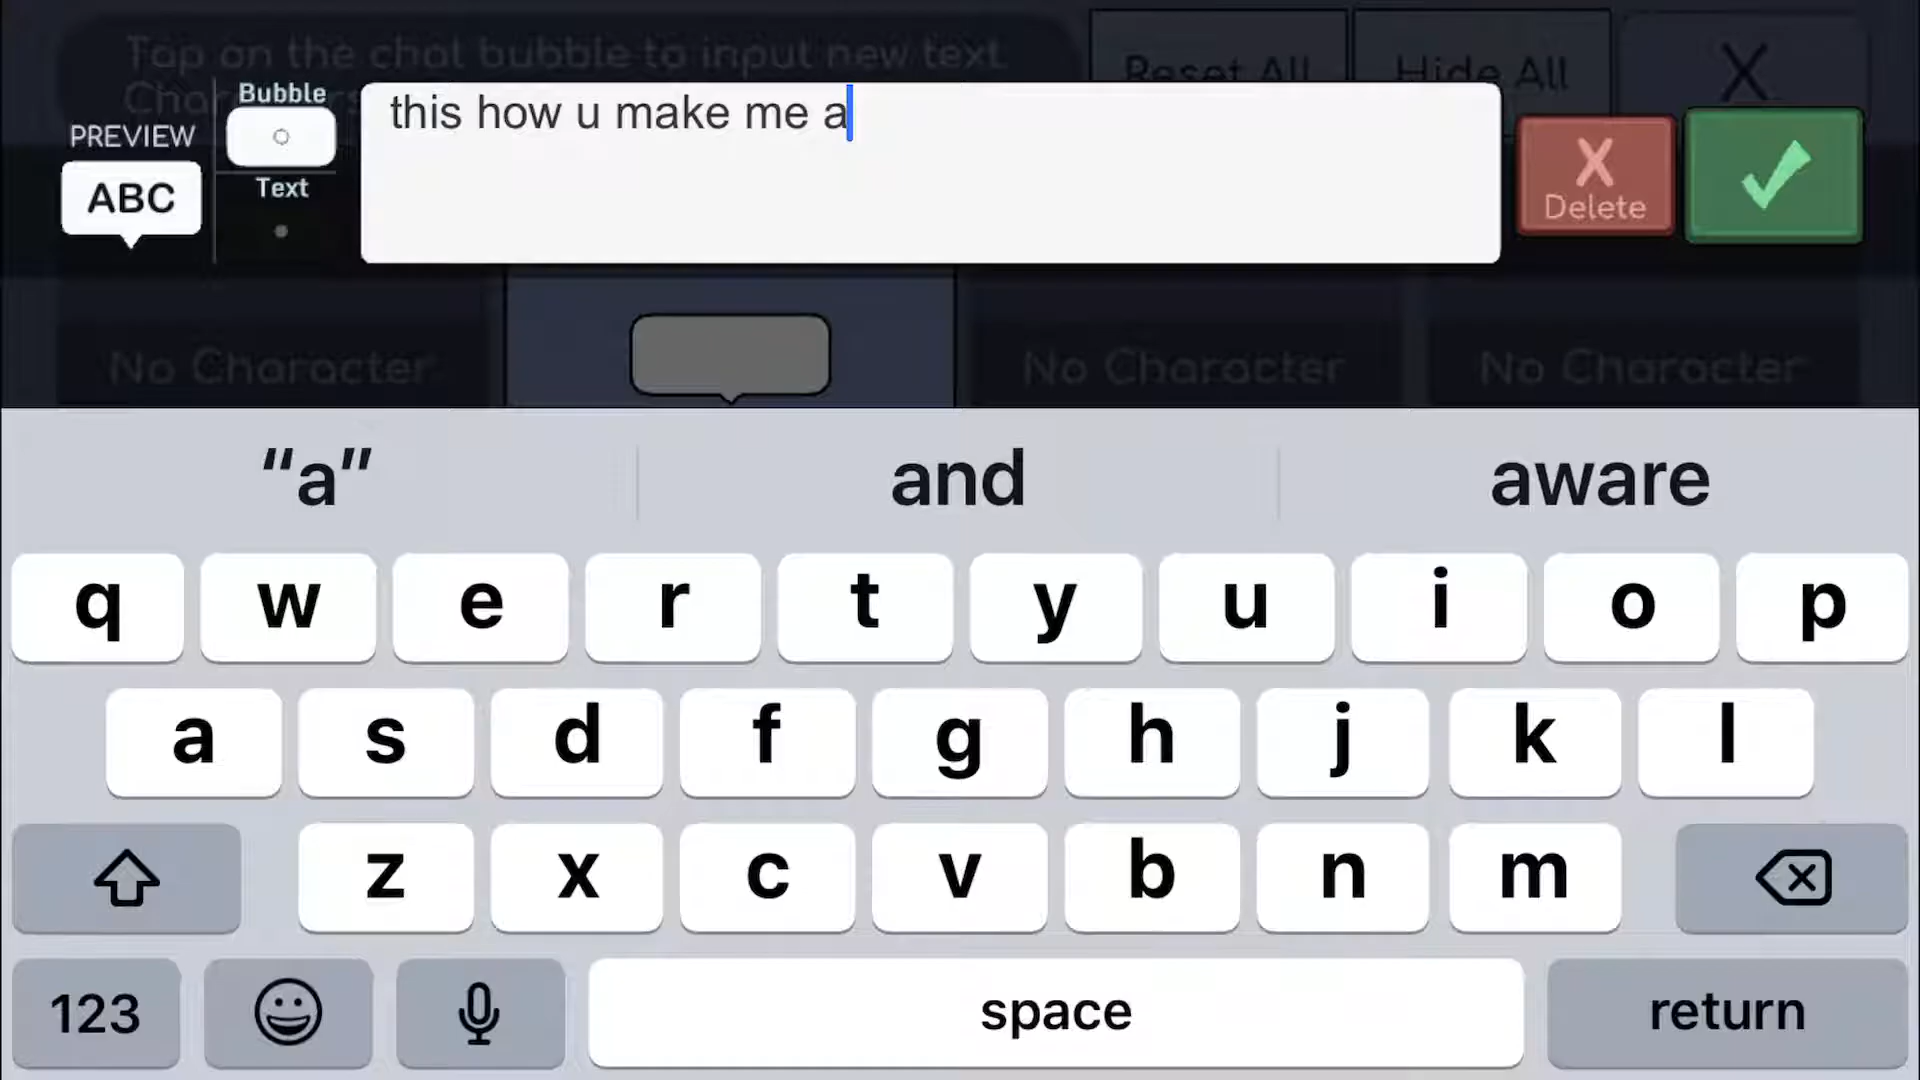 Tap on the chat bubble to input new text.
Reset All
Hide All
X
Bubble
PREVIEW
ABC
Text
this how u make me a
X
Delete
No Character
No Character
No Character
"a"
and
aware
q w e r t y u i o p
a s d f g h j k l
z x c v b n m
123
space
return